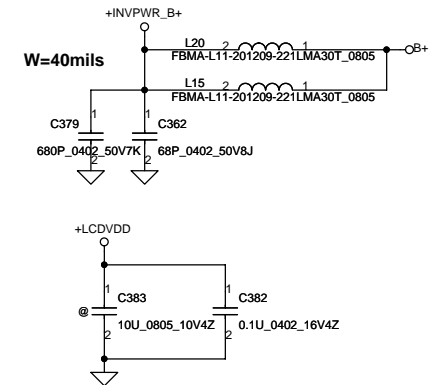 +INVPWR_B+
W=40mils
L20
2 1
FBMA-L11-201209-221LMA30T_0805
B+
L15
2 1
FBMA-L11-201209-221LMA30T_0805
1 1
C379 C362
680P_0402_50V7K 68P_0402_50V8J
2 2
+LCDVDD
1 1
C383 C382
@
10U_0805_10V4Z 0.1U_0402_16V4Z
2 2